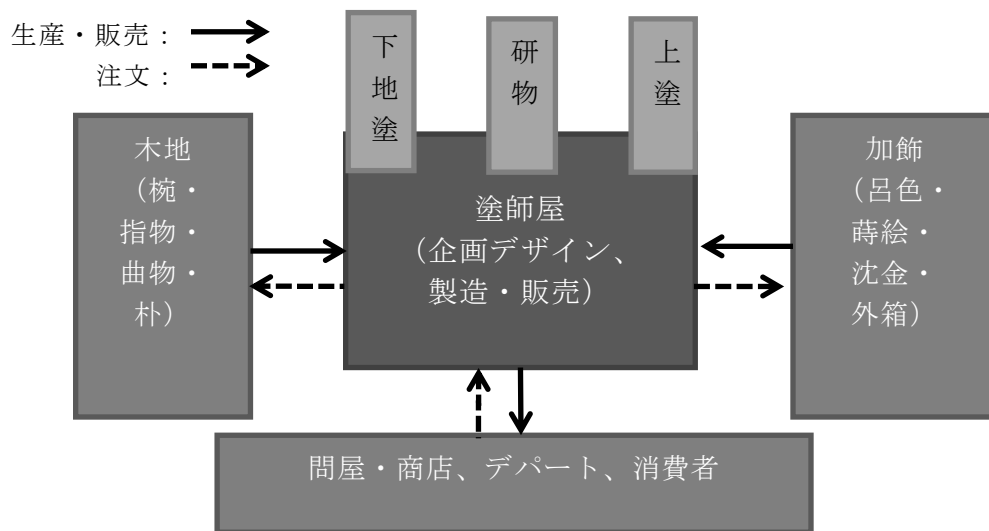 生産・販売：
注文：
下地塗
研物
上塗
木地
（椀・
指物・
曲物・
朴）
塗師屋
（企画デザイン、
製造・販売）
加飾
（呂色・
蒔絵・
沈金・
外箱）
問屋・商店、デパート、消費者